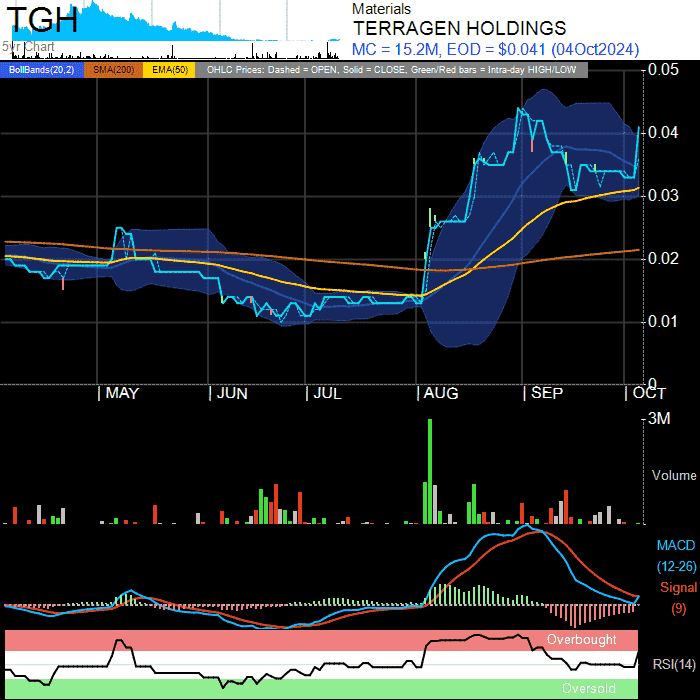 TGH
5yr Chart
Materials
TERRAGEN HOLDINGS
MC = 15.2M, EOD = $0.041 (04Oct2024)
BollBands(20,2) SMA(200) EMA(50) OHLC Prices: Dashed = OPEN, Solid = CLOSE, Green/Red bars = Intra-day HIGH/LOW
0.05
0.04
0.03
0.02
0.01
0
MAY JUN JUL AUG SEP OCT
3M
Volume
MACD
(12-26)
Signal
(9)
Overbought
RSI(14)
Oversold